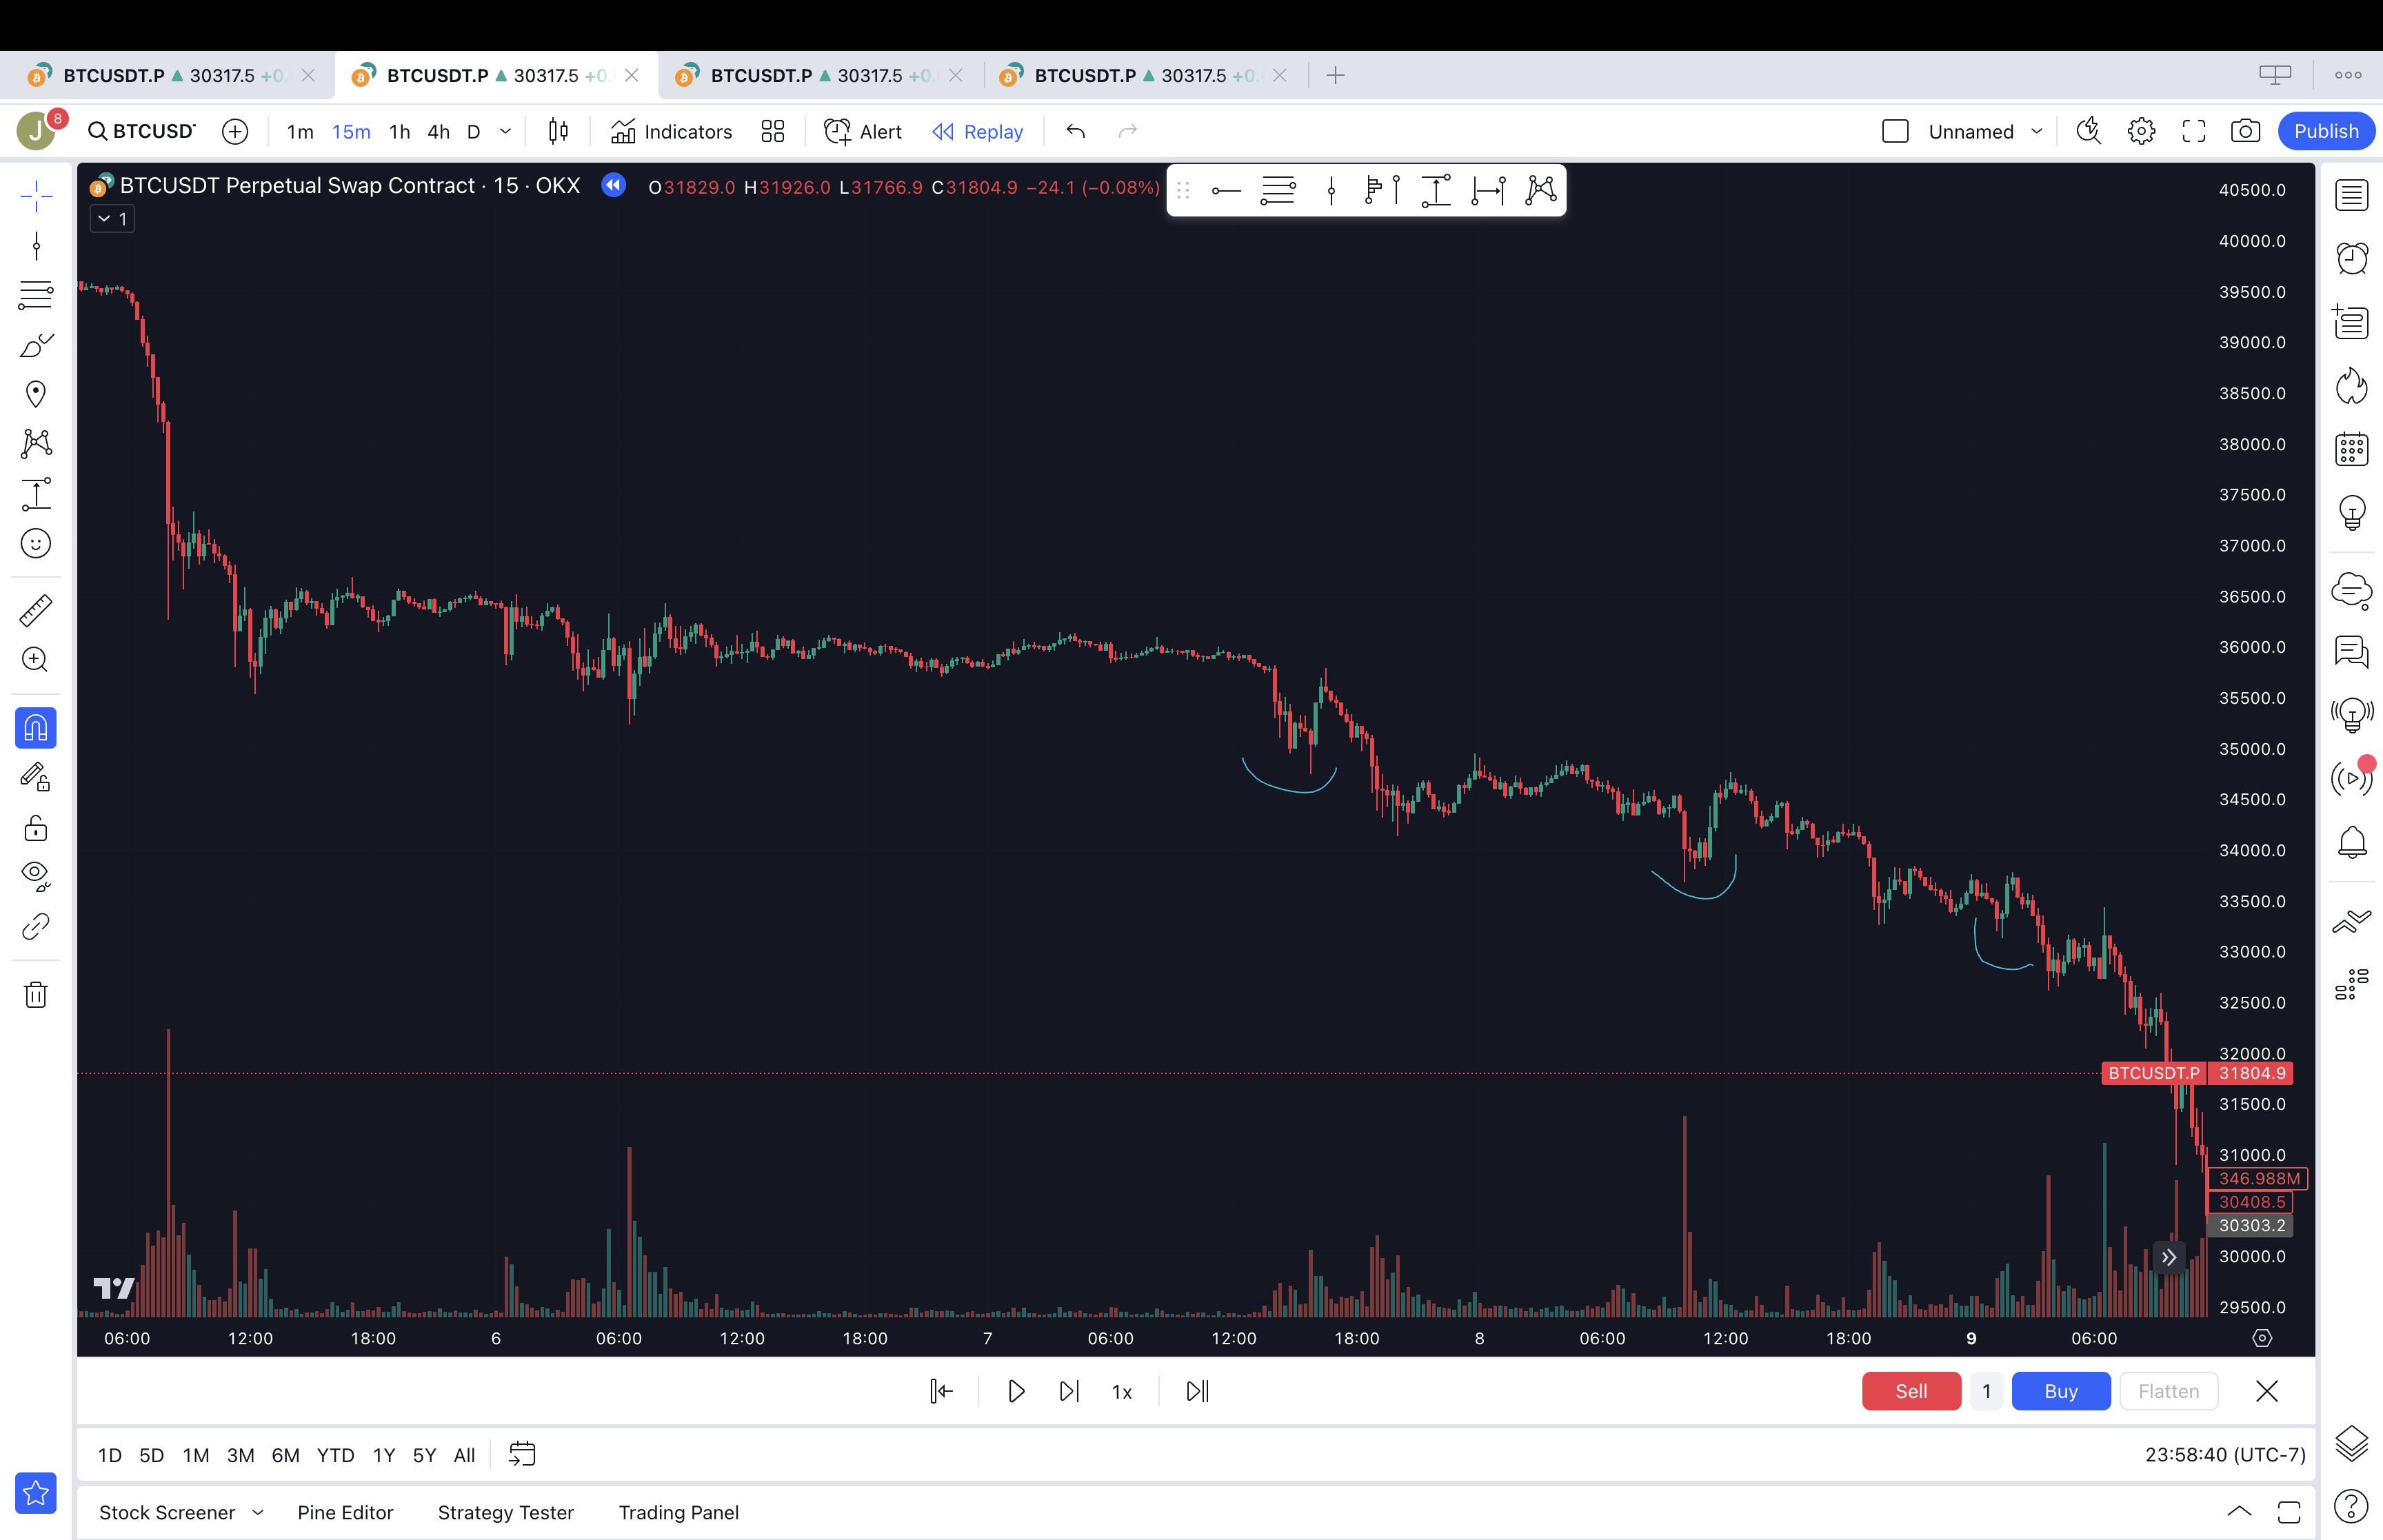 BTCUSDT.P ▲ 30317.5 +0. BTCUSDT.P ▲ 30317.5 +0. BTCUSDT.P ▲ 30317.5 +0. BTCUSDT.P ▲ 30317.5 +0.
J 8 BTCUSD 1m 15m 1h 4h D Indicators Alert Replay Unnamed Publish
BTCUSDT Perpetual Swap Contract · 15 · OKX O31829.0 H31926.0 L31766.9 C31804.9 −24.1 (−0.08%)
1
40500.0
40000.0
39500.0
39000.0
38500.0
38000.0
37500.0
37000.0
36500.0
36000.0
35500.0
35000.0
34500.0
34000.0
33500.0
33000.0
32500.0
32000.0
BTCUSDT.P 31804.9
31500.0
31000.0
346.988M
30408.5
30303.2
30000.0
29500.0
06:00 12:00 18:00 6 06:00 12:00 18:00 7 06:00 12:00 18:00 8 06:00 12:00 18:00 9 06:00
1x Sell 1 Buy Flatten
1D 5D 1M 3M 6M YTD 1Y 5Y All 23:58:40 (UTC-7)
Stock Screener Pine Editor Strategy Tester Trading Panel